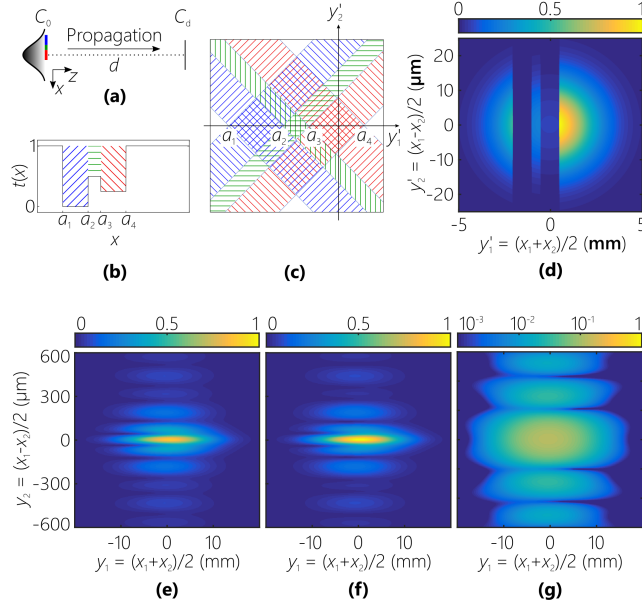 C₀
Propagation
C_d
d
x
z
(a)
t(x)
1
0
a₁ a₂ a₃ a₄
x
(b)
y'₂
y'₁
a₁ a₂ a₃ a₄
(c)
0 0.5 1
y'₂ = (x₁-x₂)/2 (µm)
20
10
0
-10
-20
-5 0 5
y'₁ = (x₁+x₂)/2 (mm)
(d)
0 0.5 1
0 0.5 1
10⁻³ 10⁻² 10⁻¹ 1
y₂ = (x₁-x₂)/2 (µm)
600
300
0
-300
-600
-10 0 10
-10 0 10
-10 0 10
y₁ = (x₁+x₂)/2 (mm)
y₁ = (x₁+x₂)/2 (mm)
y₁ = (x₁+x₂)/2 (mm)
(e)
(f)
(g)